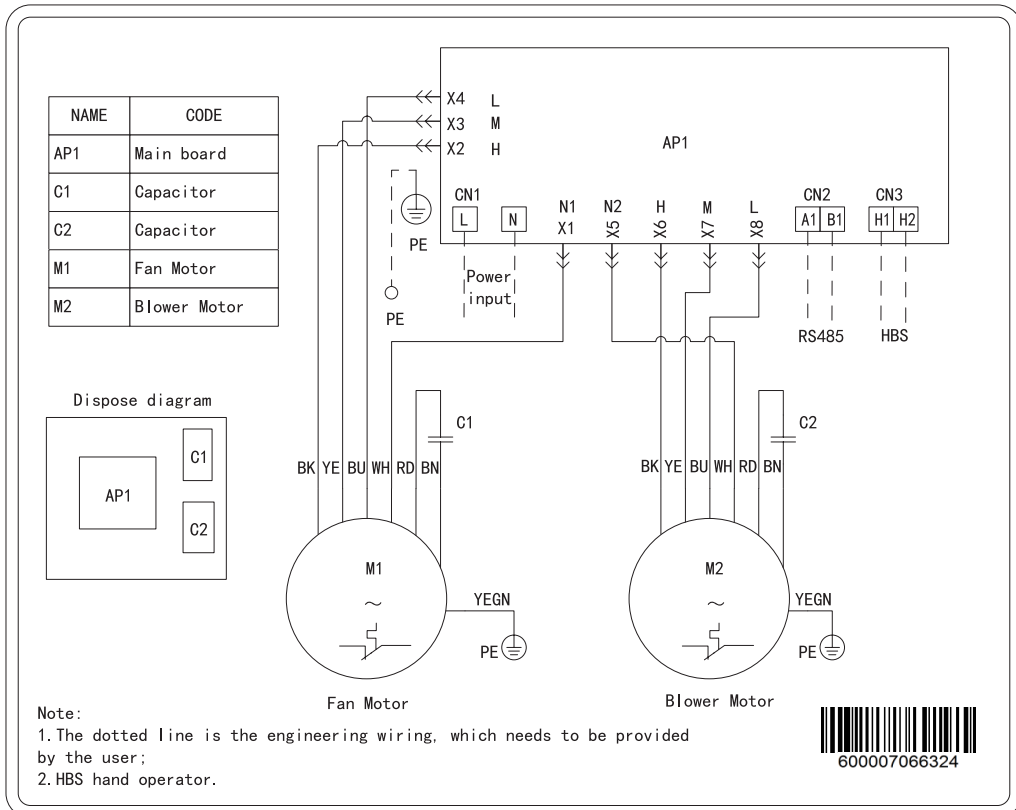 NAME CODE
AP1 Main board
C1 Capacitor
C2 Capacitor
M1 Fan Motor
M2 Blower Motor
X4 L
X3 M
X2 H
AP1
PE
PE
CN1
L N
Power
input
N1 N2 H M L
X1 X5 X6 X7 X8
CN2 CN3
A1 B1 H1 H2
RS485 HBS
Dispose diagram
AP1
C1
C2
C1
BK YE BU WH RD BN
M1
~
YEGN
PE
Fan Motor
C2
BK YE BU WH RD BN
M2
~
YEGN
PE
Blower Motor
Note:
1.The dotted line is the engineering wiring, which needs to be provided
by the user;
2.HBS hand operator.
600007066324